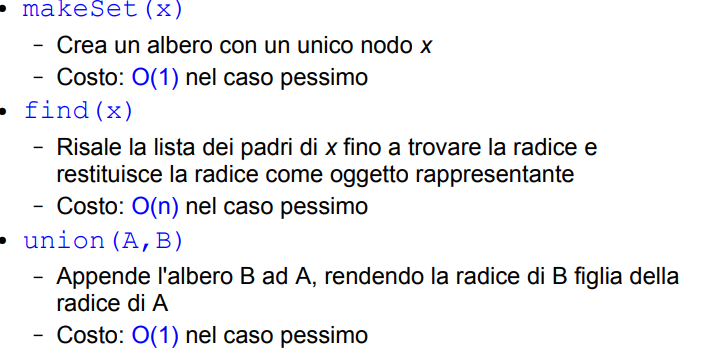 • makeSet(x)
– Crea un albero con un unico nodo x
– Costo: O(1) nel caso pessimo
• find(x)
– Risale la lista dei padri di x fino a trovare la radice e
restituisce la radice come oggetto rappresentante
– Costo: O(n) nel caso pessimo
• union(A,B)
– Appende l'albero B ad A, rendendo la radice di B figlia della
radice di A
– Costo: O(1) nel caso pessimo